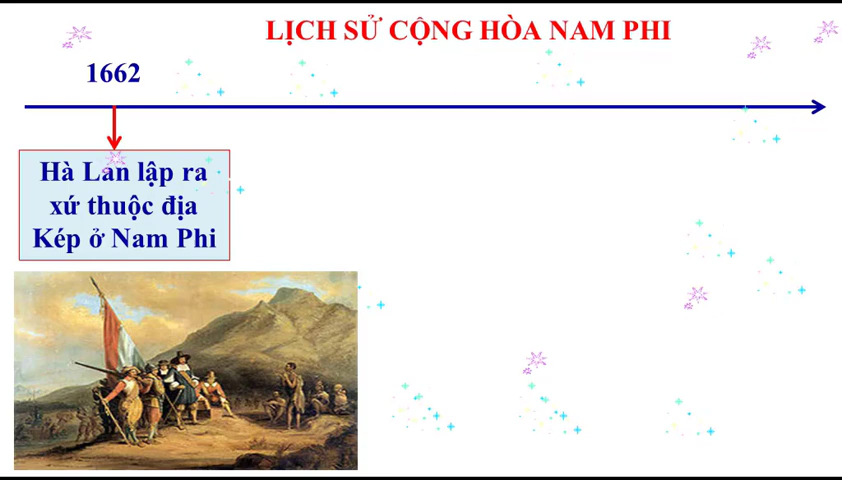 LỊCH SỬ CỘNG HÒA NAM PHI
1662
Hà Lan lập ra
xứ thuộc địa
Kép ở Nam Phi